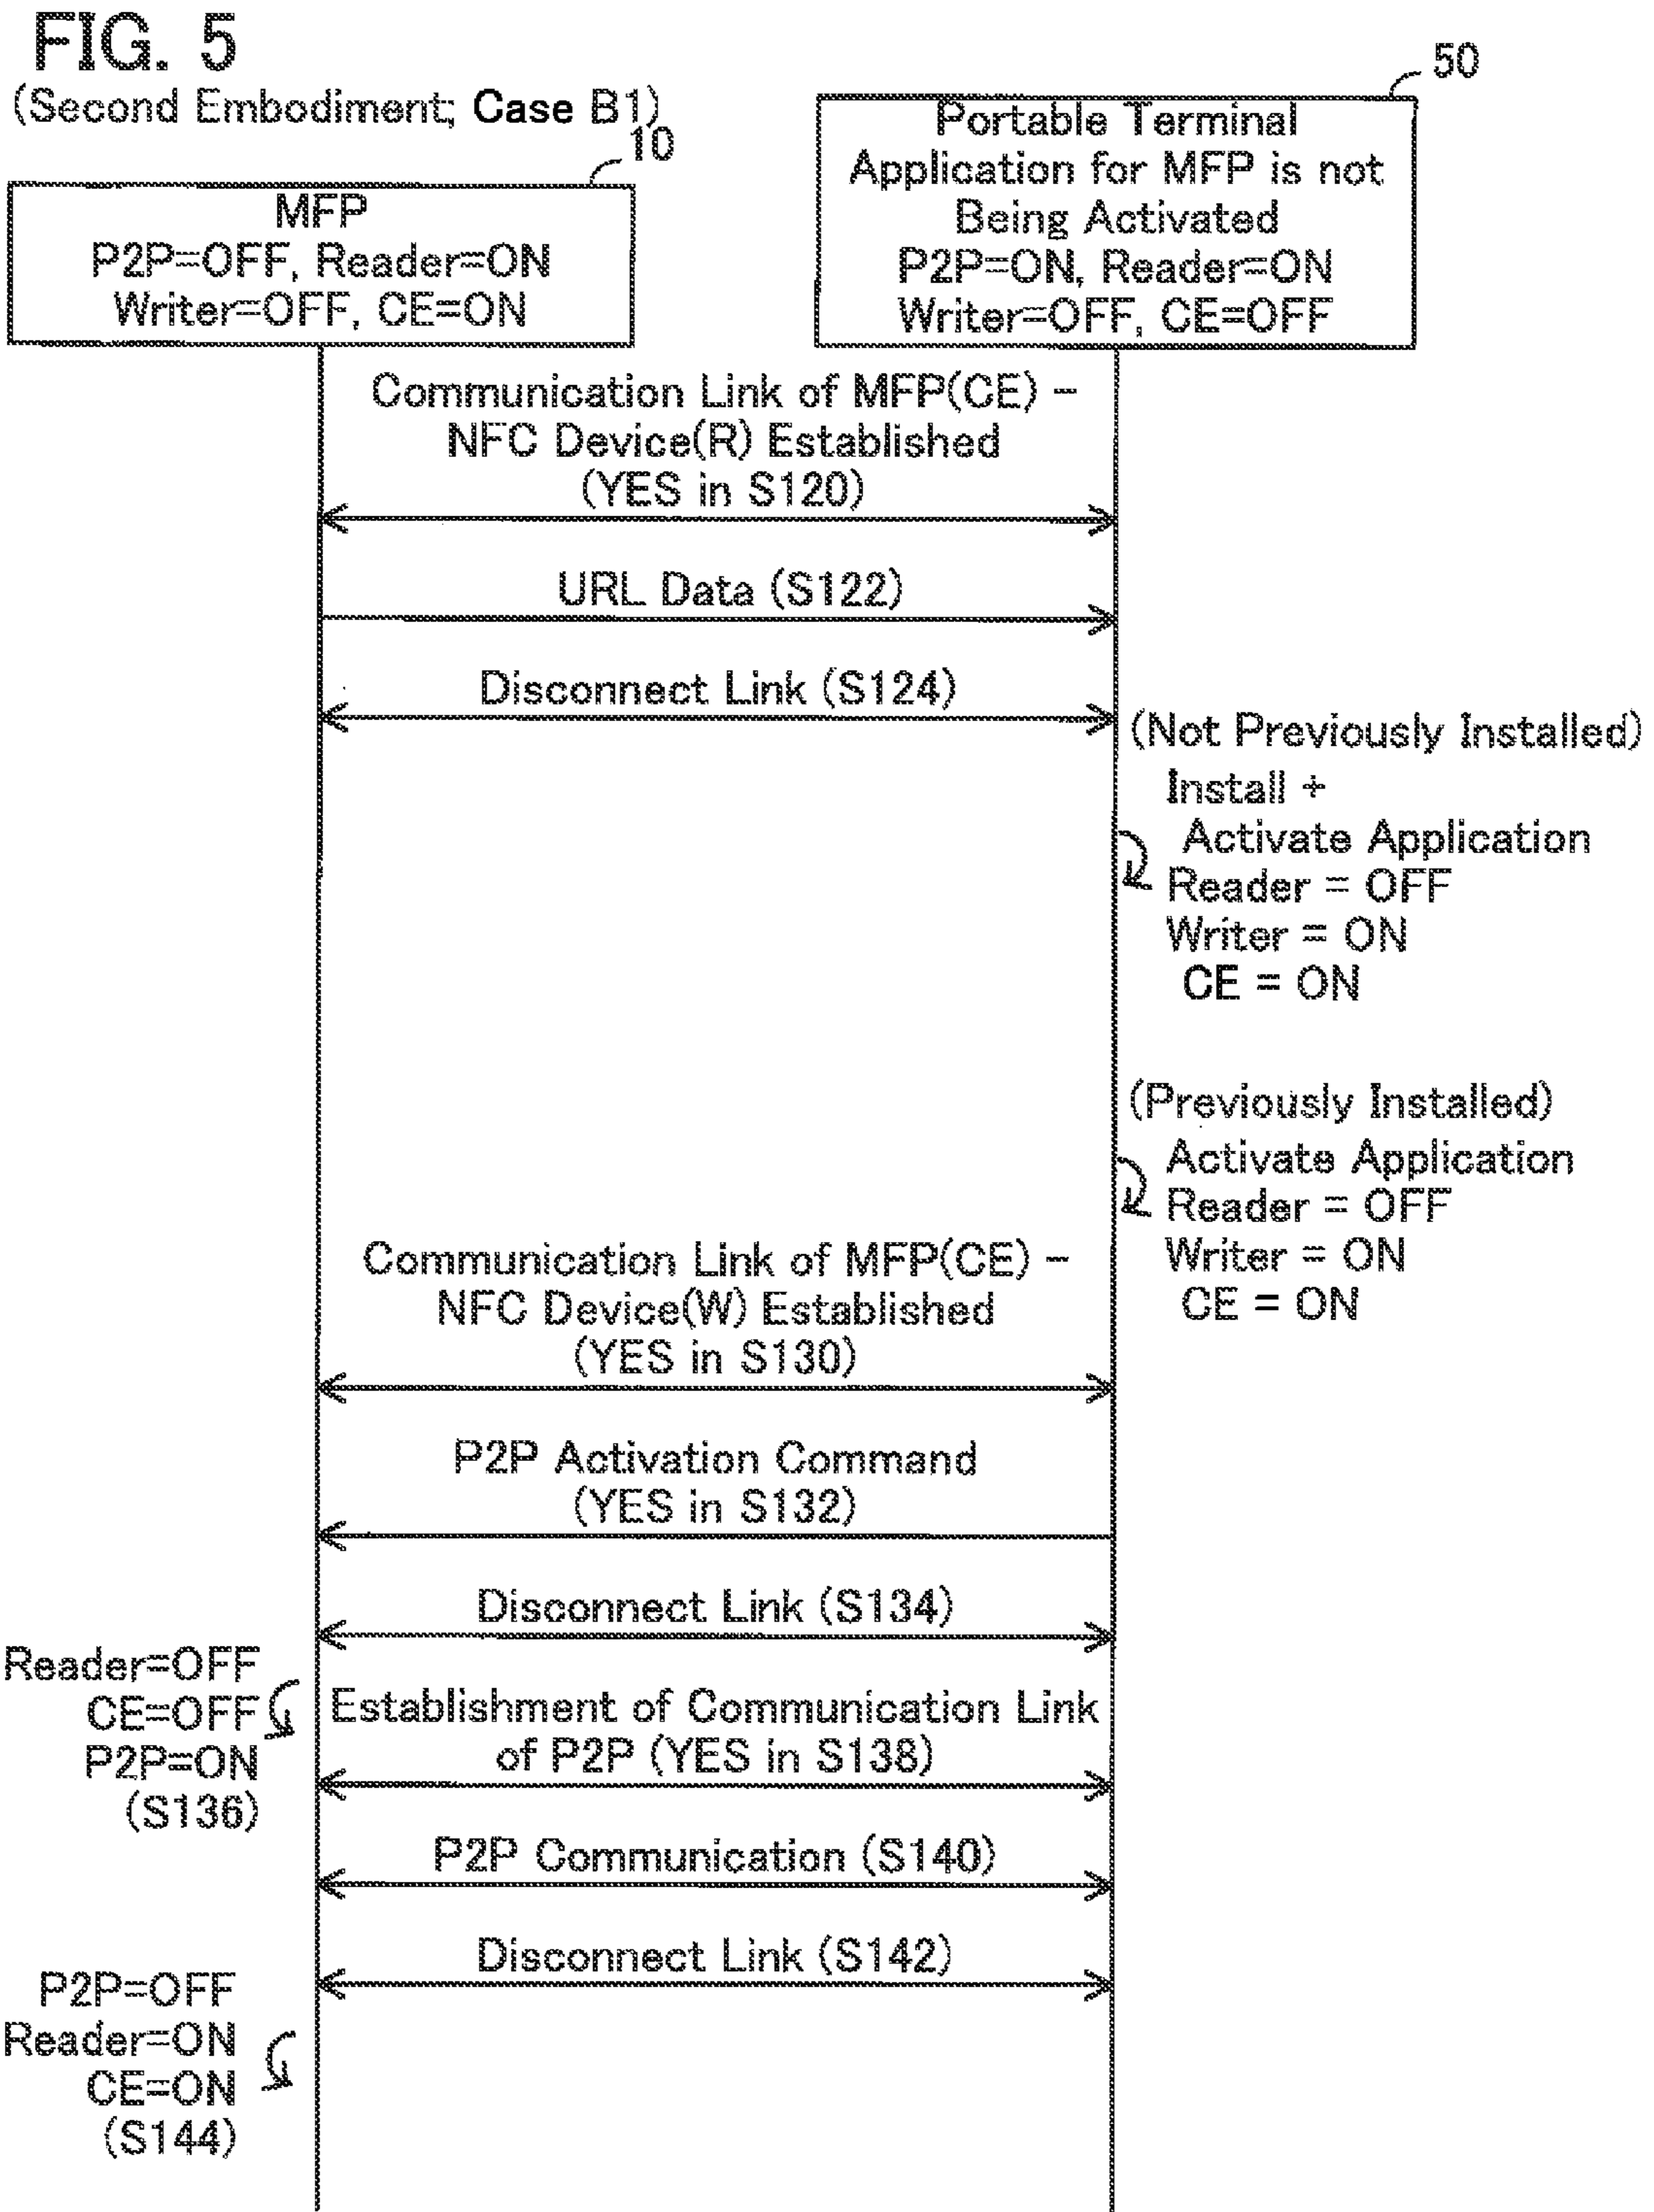 FIG. 5
(Second Embodiment; Case B1)
10
50
MFP
P2P=OFF, Reader=ON
Writer=OFF, CE=ON
Portable Terminal
Application for MFP is not
Being Activated
P2P=ON, Reader=ON
Writer=OFF, CE=OFF
Communication Link of MFP(CE) -
NFC Device(R) Established
(YES in S120)
URL Data (S122)
Disconnect Link (S124)
(Not Previously Installed)
Install +
Activate Application
Reader = OFF
Writer = ON
CE = ON
(Previously Installed)
Activate Application
Reader = OFF
Writer = ON
CE = ON
Communication Link of MFP(CE) -
NFC Device(W) Established
(YES in S130)
P2P Activation Command
(YES in S132)
Disconnect Link (S134)
Reader=OFF
CE=OFF
P2P=ON
(S136)
Establishment of Communication Link
of P2P (YES in S138)
P2P Communication (S140)
Disconnect Link (S142)
P2P=OFF
Reader=ON
CE=ON
(S144)